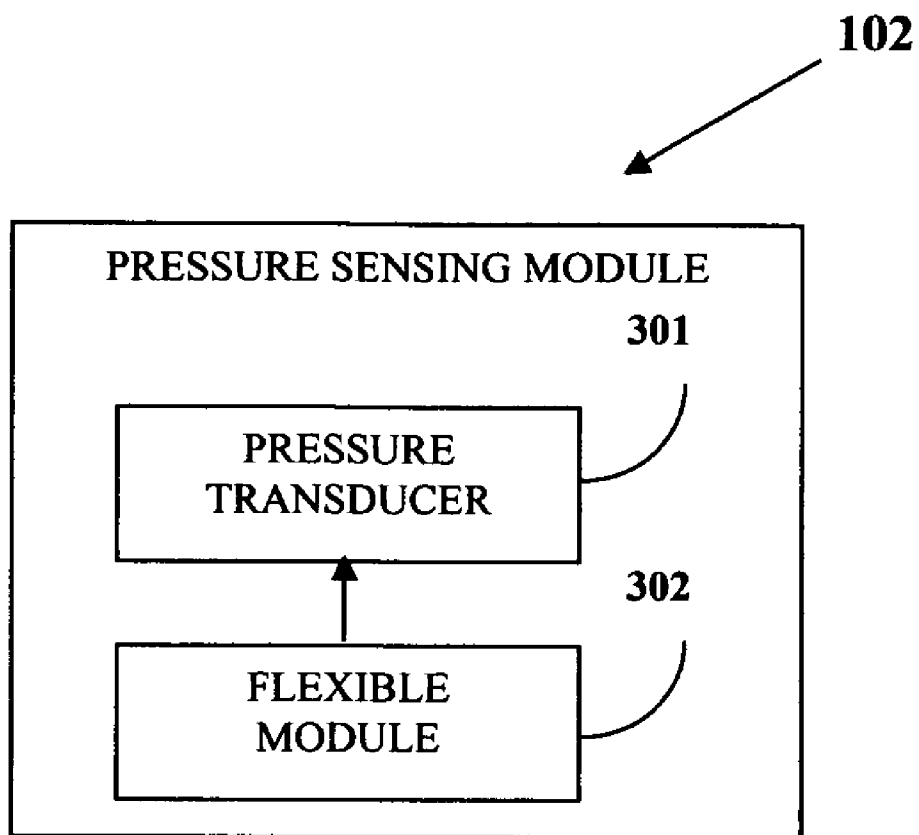 102
PRESSURE SENSING MODULE
301
PRESSURE
TRANSDUCER
302
FLEXIBLE
MODULE